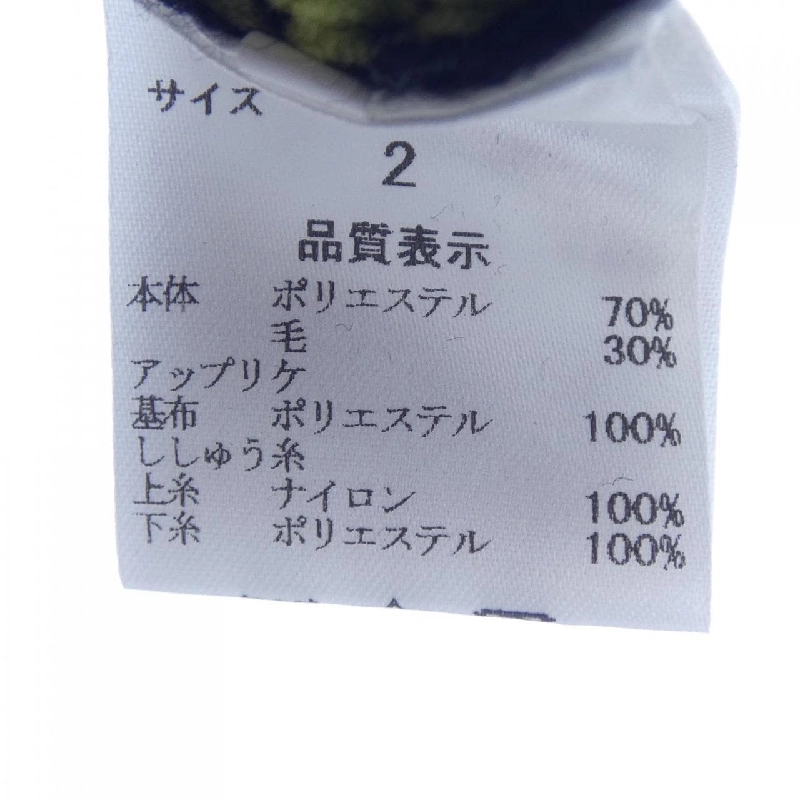 サイズ
2
品質表示
本体 ポリエステル 70%
毛 30%
アップリケ
基布 ポリエステル 100%
ししゅう糸
上糸 ナイロン 100%
下糸 ポリエステル 100%